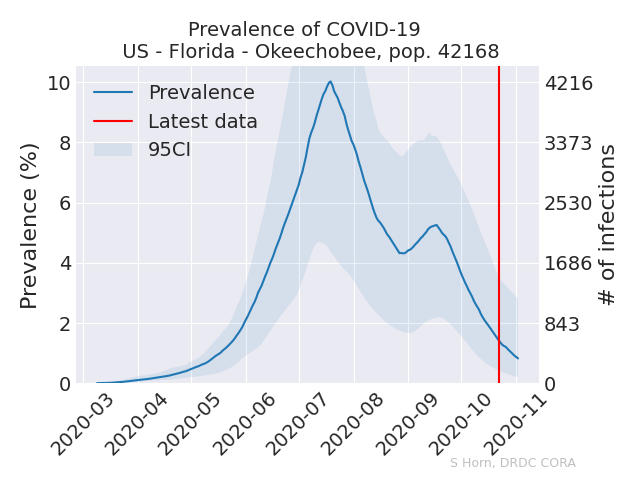 Prevalence of COVID-19
US - Florida - Okeechobee, pop. 42168
Prevalence
Latest data
95CI
Prevalence (%)
10
8
6
4
2
0
4216
3373
2530
1686
843
0
# of infections
2020-03
2020-04
2020-05
2020-06
2020-07
2020-08
2020-09
2020-10
2020-11
S Horn, DRDC CORA